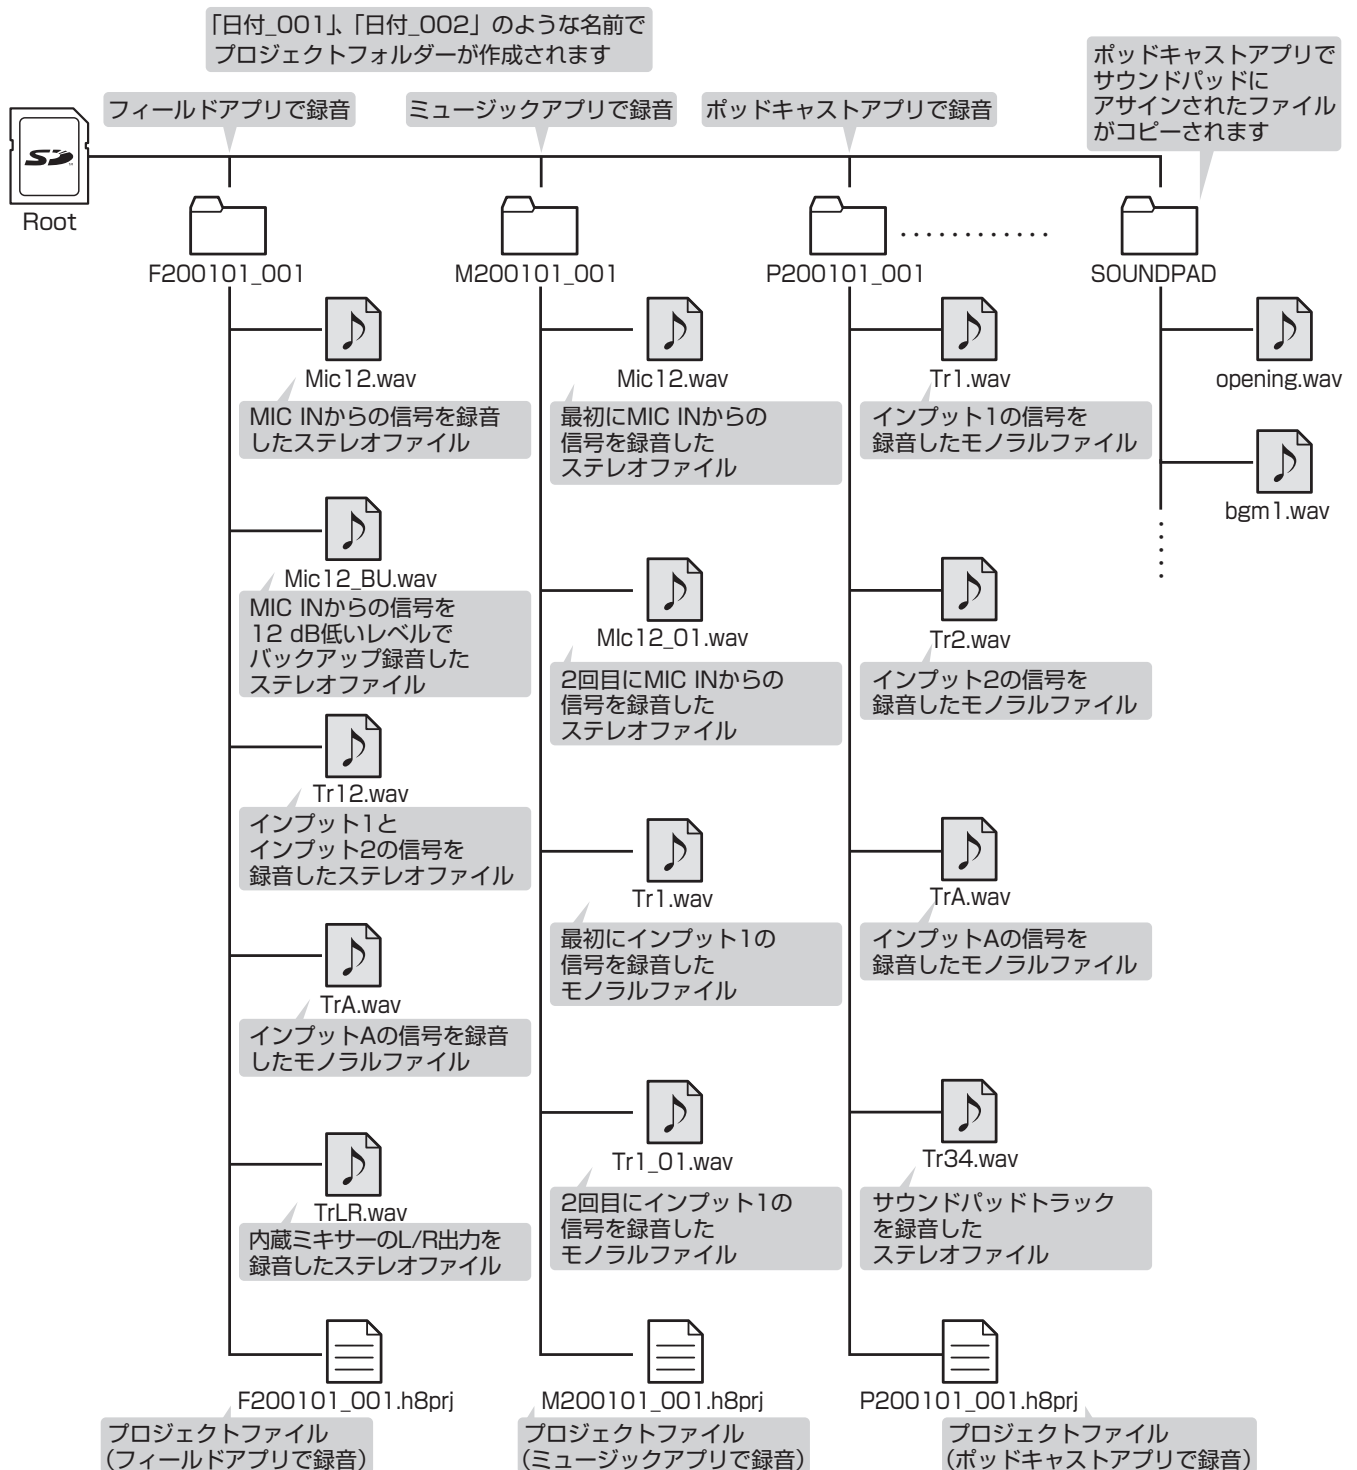 「日付_001」、「日付_002」のような名前で
プロジェクトフォルダーが作成されます
ポッドキャストアプリで
サウンドパッドに
アサインされたファイル
がコピーされます
フィールドアプリで録音
ミュージックアプリで録音
ポッドキャストアプリで録音
SD
Root
F200101_001
M200101_001
P200101_001
SOUNDPAD
Mic12.wav
MIC INからの信号を録音
したステレオファイル
Mic12_BU.wav
MIC INからの信号を
12 dB低いレベルで
バックアップ録音した
ステレオファイル
Tr12.wav
インプット1と
インプット2の信号を
録音したステレオファイル
TrA.wav
インプットAの信号を録音
したモノラルファイル
TrLR.wav
内蔵ミキサーのL/R出力を
録音したステレオファイル
F200101_001.h8prj
プロジェクトファイル
(フィールドアプリで録音)
Mic12.wav
最初にMIC INからの
信号を録音した
ステレオファイル
MIc12_01.wav
2回目にMIC INからの
信号を録音した
ステレオファイル
Tr1.wav
最初にインプット1の
信号を録音した
モノラルファイル
Tr1_01.wav
2回目にインプット1の
信号を録音した
モノラルファイル
M200101_001.h8prj
プロジェクトファイル
(ミュージックアプリで録音)
Tr1.wav
インプット1の信号を
録音したモノラルファイル
Tr2.wav
インプット2の信号を
録音したモノラルファイル
TrA.wav
インプットAの信号を
録音したモノラルファイル
Tr34.wav
サウンドパッドトラック
を録音した
ステレオファイル
P200101_001.h8prj
プロジェクトファイル
(ポッドキャストアプリで録音)
opening.wav
bgm1.wav